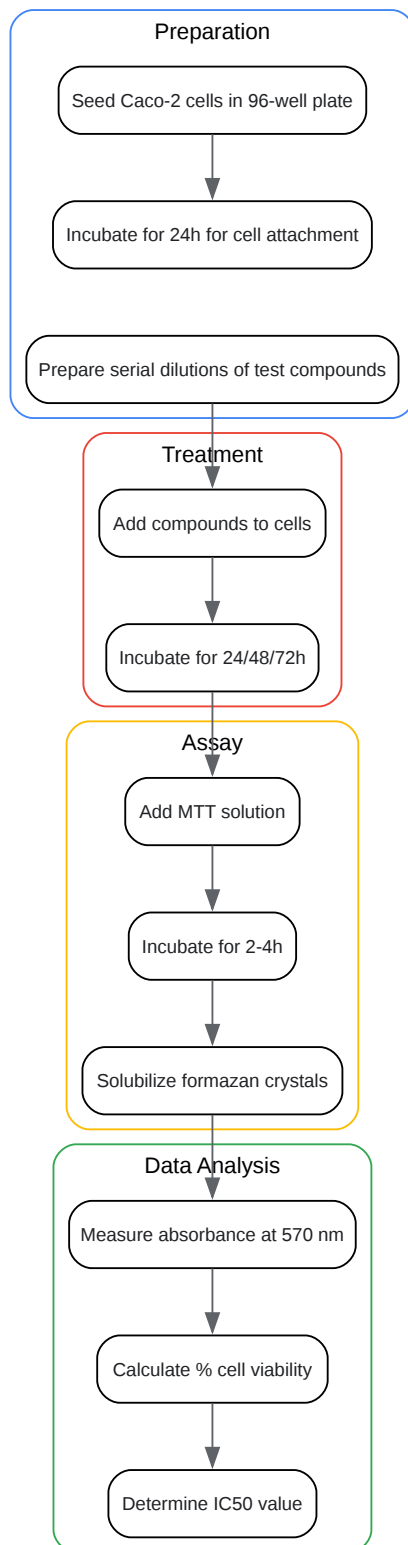 Preparation
Seed Caco-2 cells in 96-well plate
Incubate for 24h for cell attachment
Prepare serial dilutions of test compounds
Treatment
Add compounds to cells
Incubate for 24/48/72h
Assay
Add MTT solution
Incubate for 2-4h
Solubilize formazan crystals
Data Analysis
Measure absorbance at 570 nm
Calculate % cell viability
Determine IC50 value